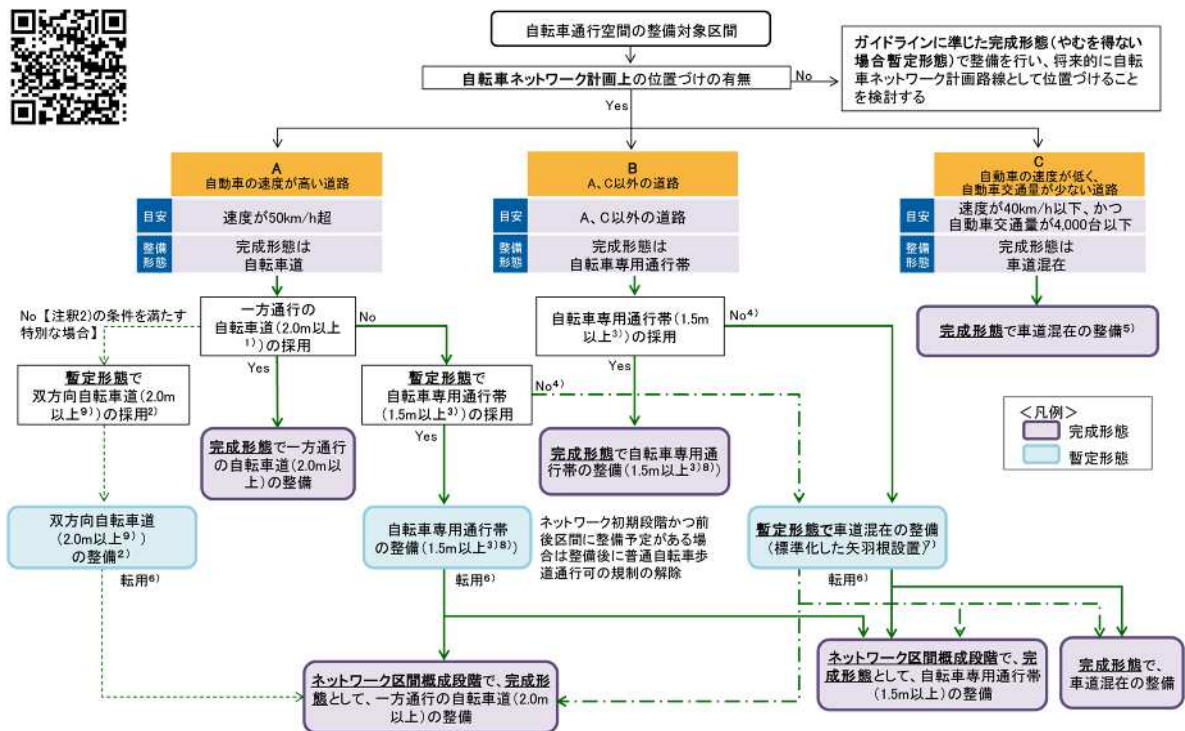 自転車通行空間の整備対象区間
自転車ネットワーク計画上の位置づけの有無
No
ガイドラインに準じた完成形態(やむを得ない
場合暫定形態)で整備を行い、将来的に自転
車ネットワーク計画路線として位置づけること
を検討する
Yes
A
自動車の速度が高い道路
目安
速度が50km/h超
整備
形態
完成形態は
自転車道
B
A、C以外の道路
目安
A、C以外の道路
整備
形態
完成形態は
自転車専用通行帯
C
自動車の速度が低く、
自動車交通量が少ない道路
目安
速度が40km/h以下、かつ
自動車交通量が4,000台以下
整備
形態
完成形態は
車道混在
No【注釈2)の条件を満たす
特別な場合】
一方通行の
自転車道(2.0m以上
1))の採用
No
Yes
自転車専用通行帯(1.5m
以上3))の採用
No4)
Yes
完成形態で車道混在の整備5)
暫定形態で
双方向自転車道(2.0m
以上9))の採用2)
暫定形態で
自転車専用通行帯
(1.5m以上3))の採用
No4)
Yes
<凡例>
完成形態
暫定形態
完成形態で一方通行
の自転車道(2.0m以
上)の整備
完成形態で自転車専用通
行帯の整備(1.5m以上3)8))
双方向自転車道
(2.0m以上9))
の整備2)
転用6)
自転車専用通行帯
の整備(1.5m以上3)8))
転用6)
ネットワーク初期段階かつ前
後区間に整備予定がある場
合は整備後に普通自転車歩
道通行可の規制の解除
暫定形態で車道混在の整備
(標準化した矢羽根設置)7)
転用6)
ネットワーク区間概成段階で、完成形
態として、一方通行の自転車道(2.0m
以上)の整備
ネットワーク区間概成段階で、完
成形態として、自転車専用通行帯
(1.5m以上)の整備
完成形態で、
車道混在の整備